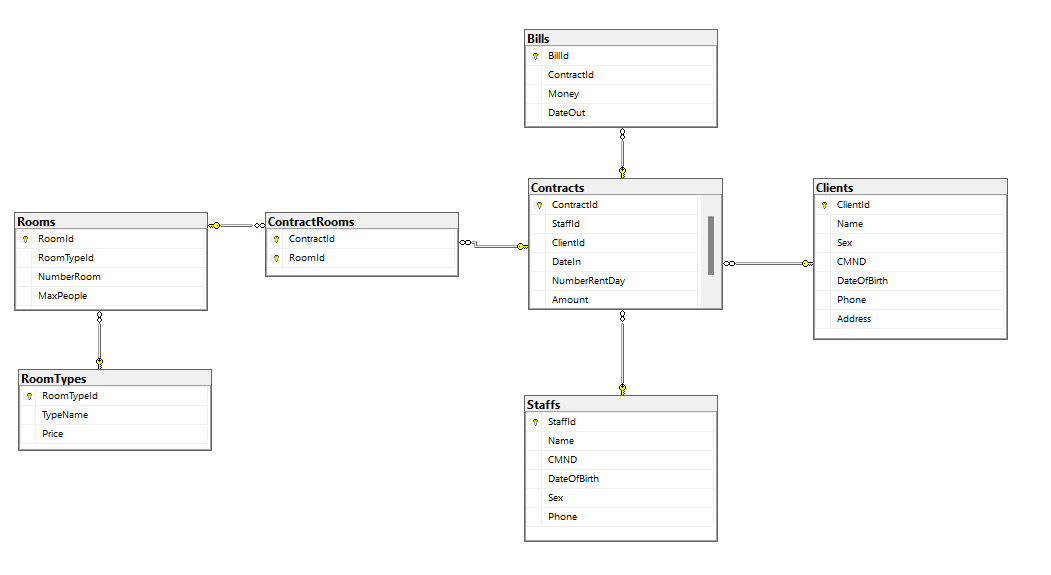 Bills
BillId
ContractId
Money
DateOut
Contracts
ContractId
StaffId
ClientId
DateIn
NumberRentDay
Amount
Clients
ClientId
Name
Sex
CMND
DateOfBirth
Phone
Address
Rooms
RoomId
RoomTypeId
NumberRoom
MaxPeople
ContractRooms
ContractId
RoomId
RoomTypes
RoomTypeId
TypeName
Price
Staffs
StaffId
Name
CMND
DateOfBirth
Sex
Phone